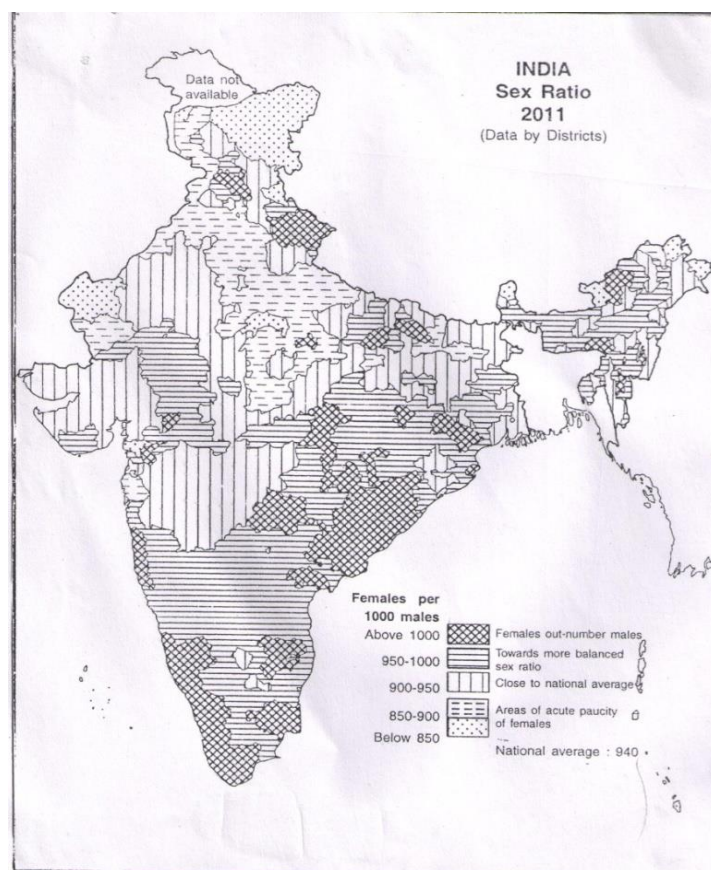 INDIA
Sex Ratio
2011
(Data by Districts)
Data not
available
Females per
1000 males
Above 1000
Females out-number males
950-1000
Towards more balanced
sex ratio
900-950
Close to national average
850-900
Areas of acute paucity
of females
Below 850
National average : 940